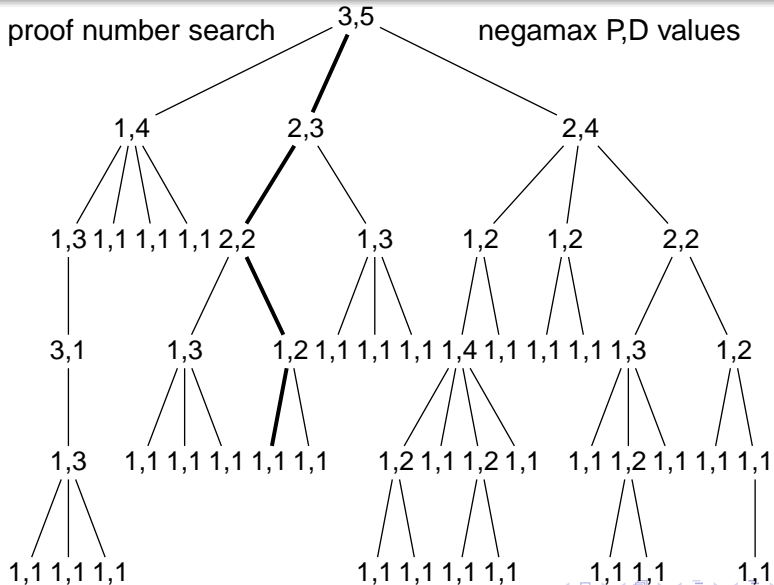 3,5
proof number search negamax P,D values
1,4 2,3 2,4
1,3 1,1 1,1 1,1 2,2 1,3 1,2 1,2 2,2
3,1 1,3 1,2 1,1 1,1 1,1 1,4 1,1 1,1 1,1 1,3 1,2
1,3 1,1 1,1 1,1 1,1 1,1 1,2 1,1 1,2 1,1 1,1 1,2 1,1 1,1 1,1
1,1 1,1 1,1 1,1 1,1 1,1 1,1 1,1 1,1 1,1